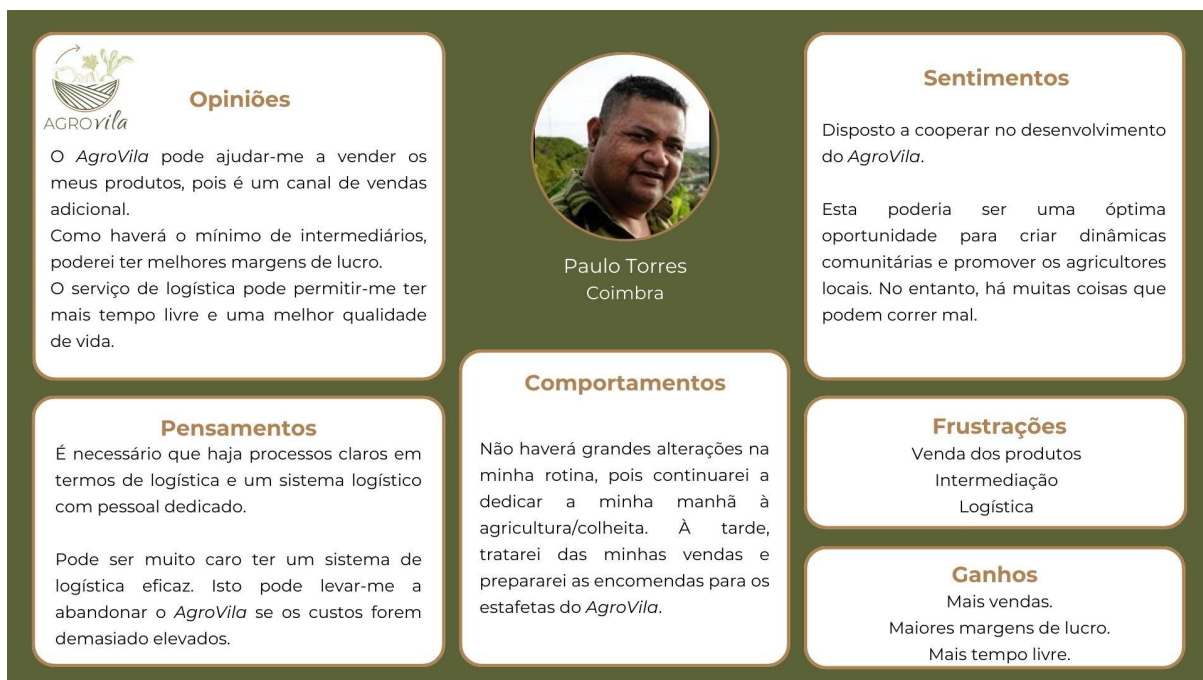 AGROvila
Opiniões
O AgroVila pode ajudar-me a vender os
meus produtos, pois é um canal de vendas
adicional.
Como haverá o mínimo de intermediários,
poderei ter melhores margens de lucro.
O serviço de logística pode permitir-me ter
mais tempo livre e uma melhor qualidade
de vida.
Pensamentos
É necessário que haja processos claros em
termos de logística e um sistema logístico
com pessoal dedicado.
Pode ser muito caro ter um sistema de
logística eficaz. Isto pode levar-me a
abandonar o AgroVila se os custos forem
demasiado elevados.
Paulo Torres
Coimbra
Comportamentos
Não haverá grandes alterações na
minha rotina, pois continuarei a
dedicar a minha manhã à
agricultura/colheita. À tarde,
tratarei das minhas vendas e
prepararei as encomendas para os
estafetas do AgroVila.
Sentimentos
Disposto a cooperar no desenvolvimento
do AgroVila.
Esta poderia ser uma óptima
oportunidade para criar dinâmicas
comunitárias e promover os agricultores
locais. No entanto, há muitas coisas que
podem correr mal.
Frustrações
Venda dos produtos
Intermediação
Logística
Ganhos
Mais vendas.
Maiores margens de lucro.
Mais tempo livre.